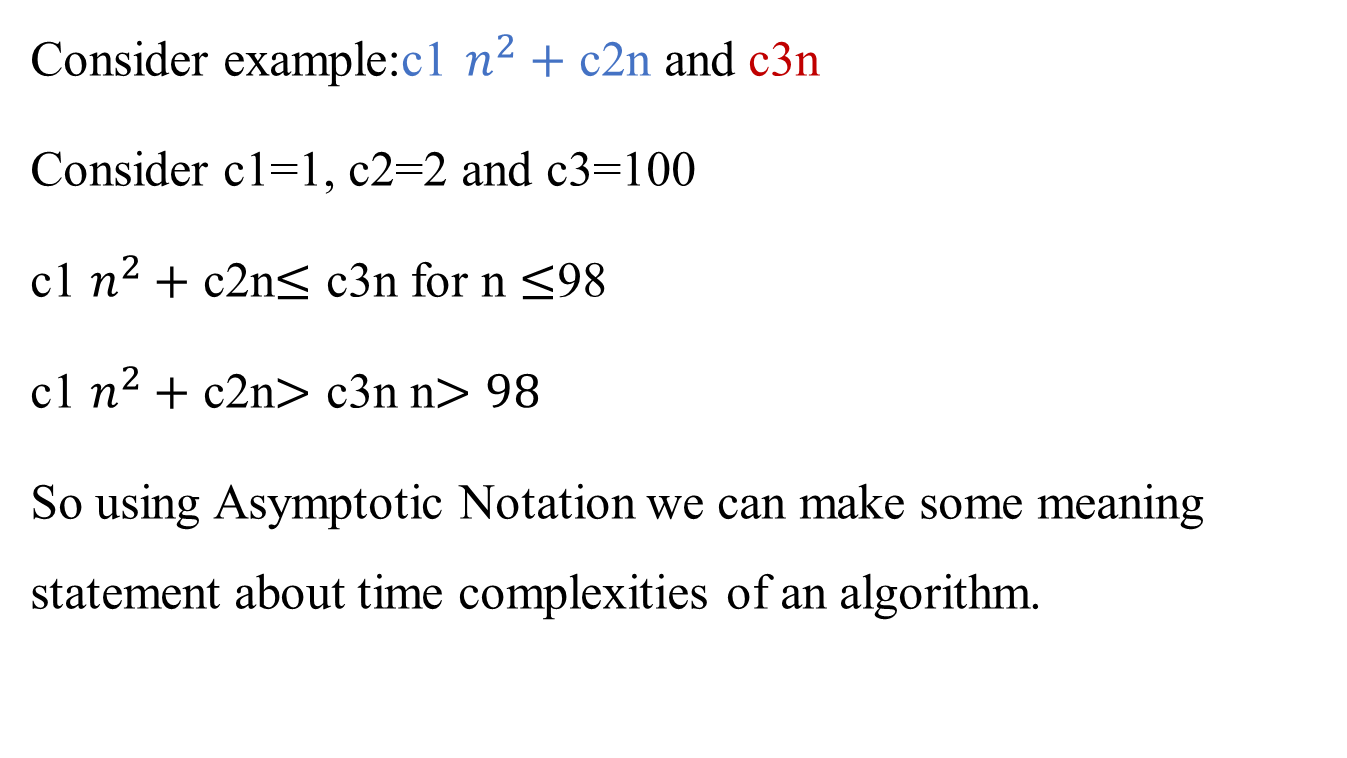 Consider example:c1 𝑛² + c2n and c3n
Consider c1=1, c2=2 and c3=100
c1 𝑛² + c2n≤ c3n for n ≤98
c1 𝑛² + c2n> c3n n> 98
So using Asymptotic Notation we can make some meaning
statement about time complexities of an algorithm.